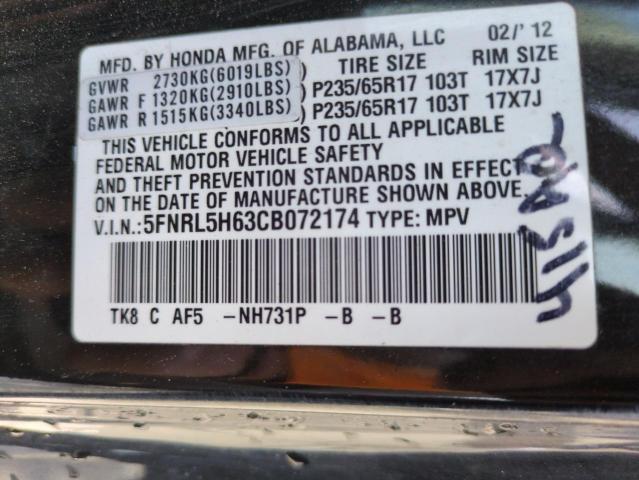 MFD. BY HONDA MFG. OF ALABAMA, LLC 02/'12
GVWR 2730KG(6019LBS) TIRE SIZE RIM SIZE
GAWR F 1320KG(2910LBS) P235/65R17 103T 17X7J
GAWR R 1515KG(3340LBS) P235/65R17 103T 17X7J
THIS VEHICLE CONFORMS TO ALL APPLICABLE
FEDERAL MOTOR VEHICLE SAFETY
AND THEFT PREVENTION STANDARDS IN EFFECT
ON THE DATE OF MANUFACTURE SHOWN ABOVE.
V.I.N.:5FNRL5H63CB072174 TYPE: MPV
TK8 C AF5 -NH731P -B -B